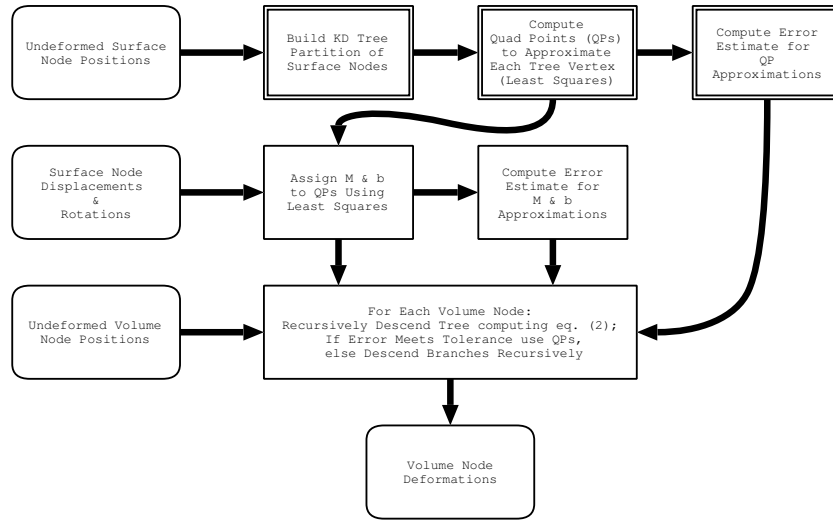 Undeformed Surface
Node Positions
Build KD Tree
Partition of
Surface Nodes
Compute
Quad Points (QPs)
to Approximate
Each Tree Vertex
(Least Squares)
Compute Error
Estimate for
QP
Approximations
Surface Node
Displacements
&
Rotations
Assign M & b
to QPs Using
Least Squares
Compute Error
Estimate for
M & b
Approximations
Undeformed Volume
Node Positions
For Each Volume Node:
Recursively Descend Tree computing eq. (2);
If Error Meets Tolerance use QPs,
else Descend Branches Recursively
Volume Node
Deformations